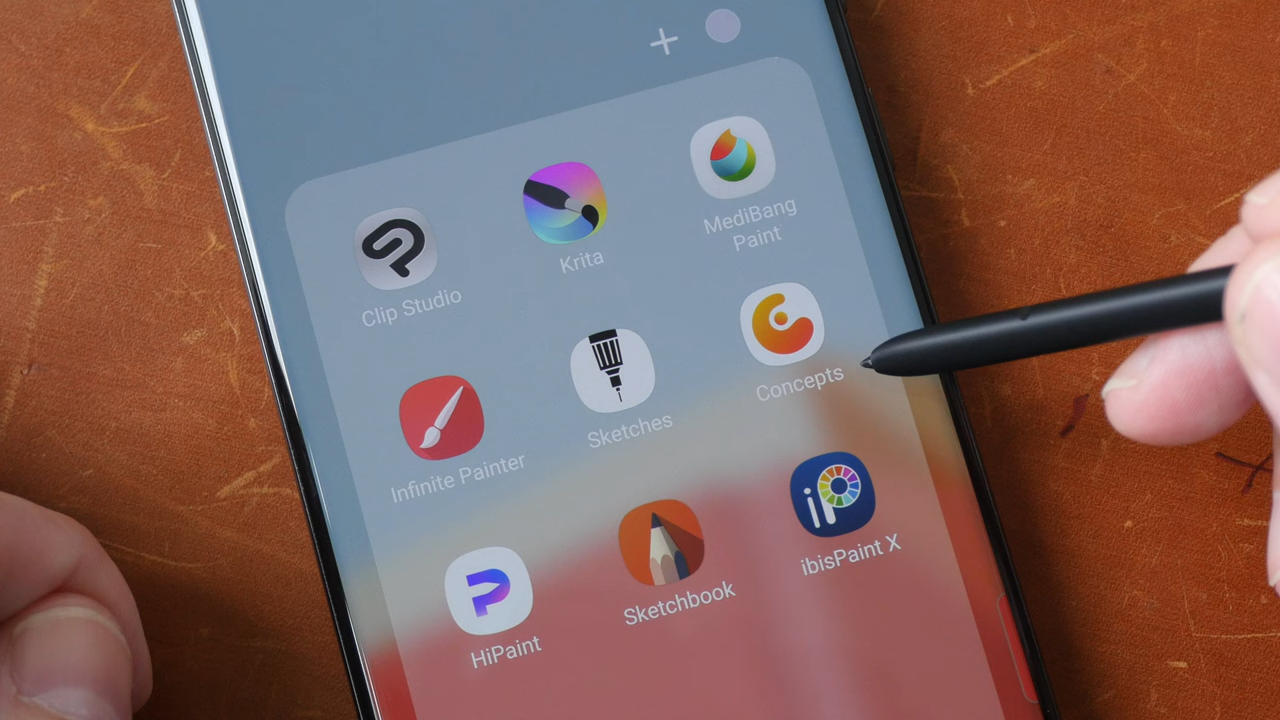 Clip Studio
Krita
MediBang
Paint
Infinite Painter
Sketches
Concepts
HiPaint
Sketchbook
ibisPaint X